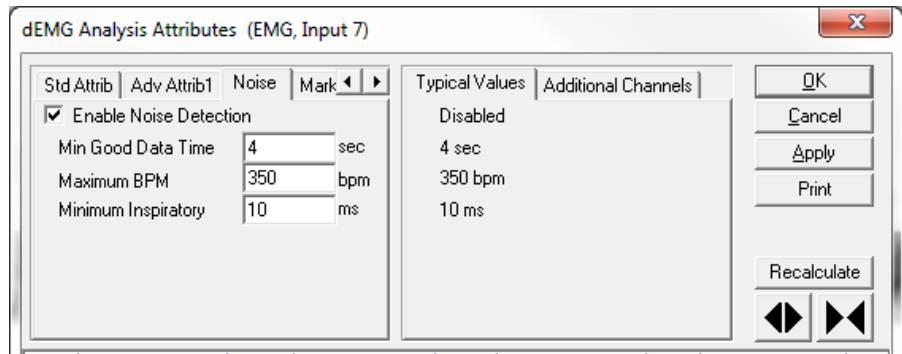 dEMG Analysis Attributes (EMG, Input 7)
Std Attrib Adv Attrib1 Noise Mark
Enable Noise Detection
Min Good Data Time 4 sec
Maximum BPM 350 bpm
Minimum Inspiratory 10 ms
Typical Values Additional Channels
Disabled
4 sec
350 bpm
10 ms
OK
Cancel
Apply
Print
Recalculate